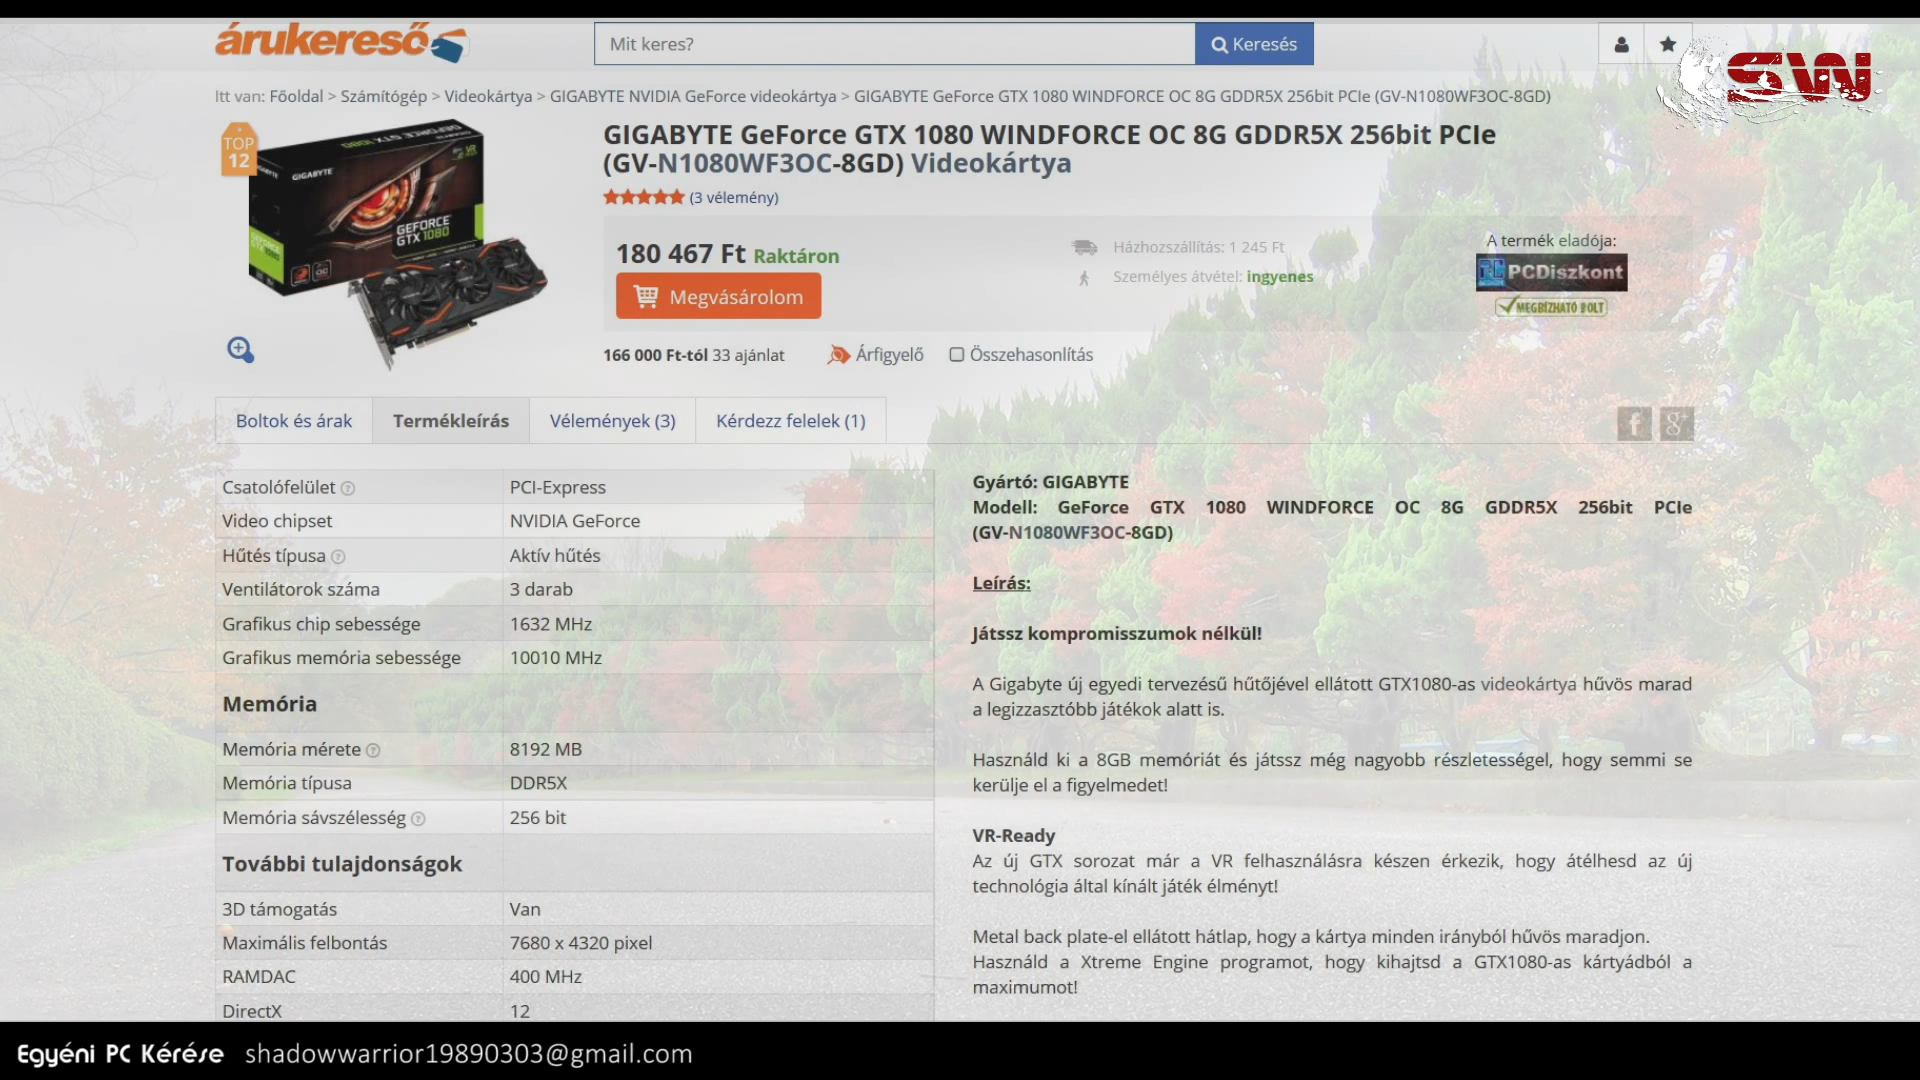 árukereső
Mit keres?
Keresés
SW
Itt van: Főoldal > Számítógép > Videokártya > GIGABYTE NVIDIA GeForce videokártya > GIGABYTE GeForce GTX 1080 WINDFORCE OC 8G GDDR5X 256bit PCIe (GV-N1080WF3OC-8GD)
TOP
12
GIGABYTE
GEFORCE
GTX 1080
GIGABYTE GeForce GTX 1080 WINDFORCE OC 8G GDDR5X 256bit PCIe
(GV-N1080WF3OC-8GD) Videokártya
(3 vélemény)
180 467 Ft Raktáron
Megvásárolom
Házhozszállítás: 1 245 Ft
Személyes átvétel: ingyenes
A termék eladója:
PCDiszkont
MEGBÍZHATÓ BOLT
166 000 Ft-tól 33 ajánlat
Árfigyelő
Összehasonlítás
Boltok és árak
Termékleírás
Vélemények (3)
Kérdezz felelek (1)
Csatolófelület PCI-Express
Video chipset NVIDIA GeForce
Hűtés típusa Aktív hűtés
Ventilátorok száma 3 darab
Grafikus chip sebessége 1632 MHz
Grafikus memória sebessége 10010 MHz
Memória
Memória mérete 8192 MB
Memória típusa DDR5X
Memória sávszélesség 256 bit
További tulajdonságok
3D támogatás Van
Maximális felbontás 7680 x 4320 pixel
RAMDAC 400 MHz
DirectX 12
Gyártó: GIGABYTE
Modell: GeForce GTX 1080 WINDFORCE OC 8G GDDR5X 256bit PCIe
(GV-N1080WF3OC-8GD)
Leírás:
Játssz kompromisszumok nélkül!
A Gigabyte új egyedi tervezésű hűtőjével ellátott GTX1080-as videokártya hűvös marad
a legizzasztóbb játékok alatt is.
Használd ki a 8GB memóriát és játssz még nagyobb részletességel, hogy semmi se
kerülje el a figyelmedet!
VR-Ready
Az új GTX sorozat már a VR felhasználásra készen érkezik, hogy átélhesd az új
technológia által kínált játék élményt!
Metal back plate-el ellátott hátlap, hogy a kártya minden irányból hűvös maradjon.
Használd a Xtreme Engine programot, hogy kihajtsd a GTX1080-as kártyádból a
maximumot!
Egyéni PC Kérése shadowwarrior19890303@gmail.com